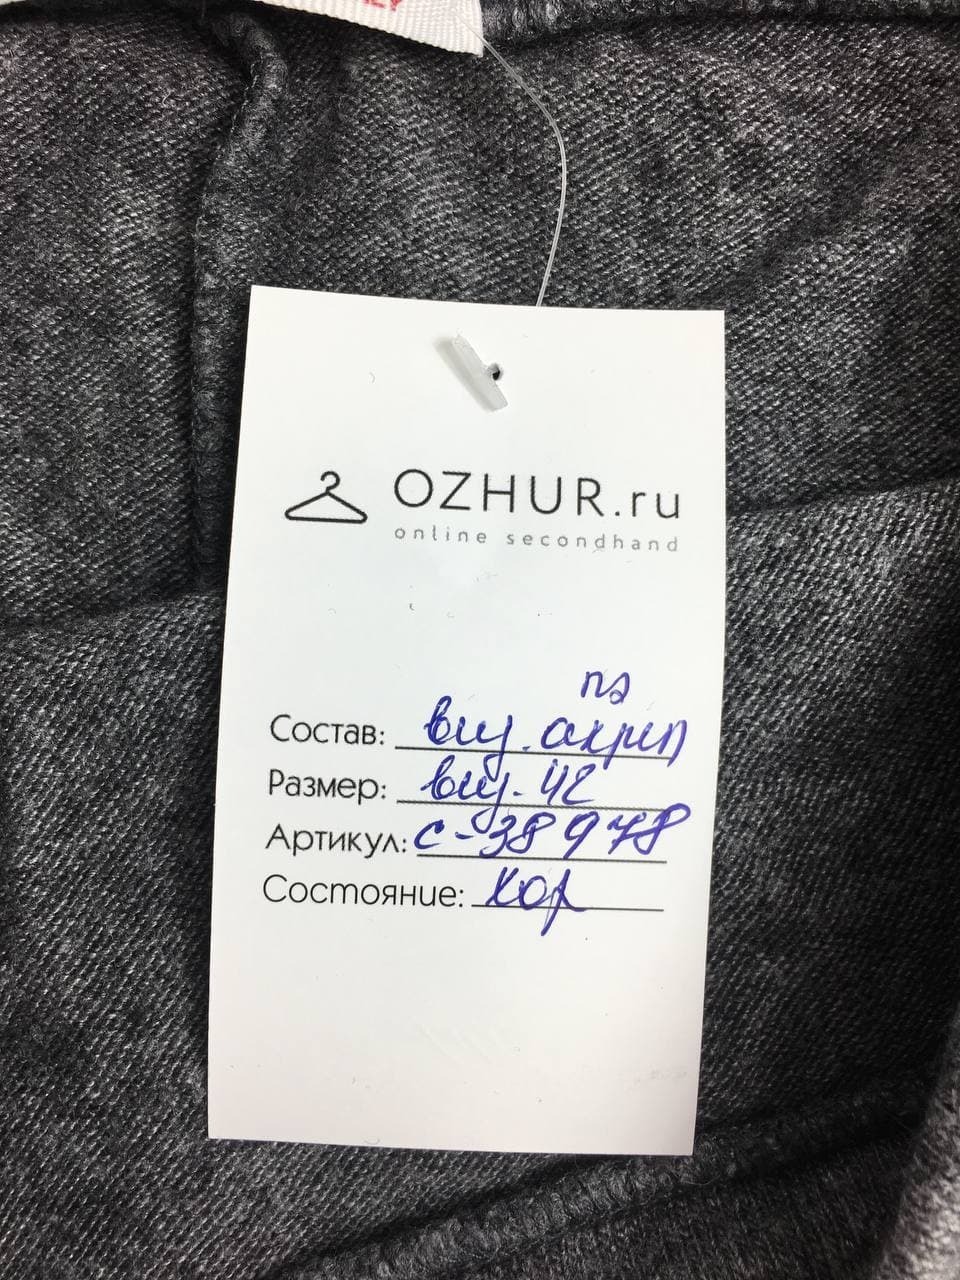 OZHUR.ru
online secondhand
пэ
Состав: виз. акрил
Размер: виз. 42
Артикул: с-38978
Состояние: хор